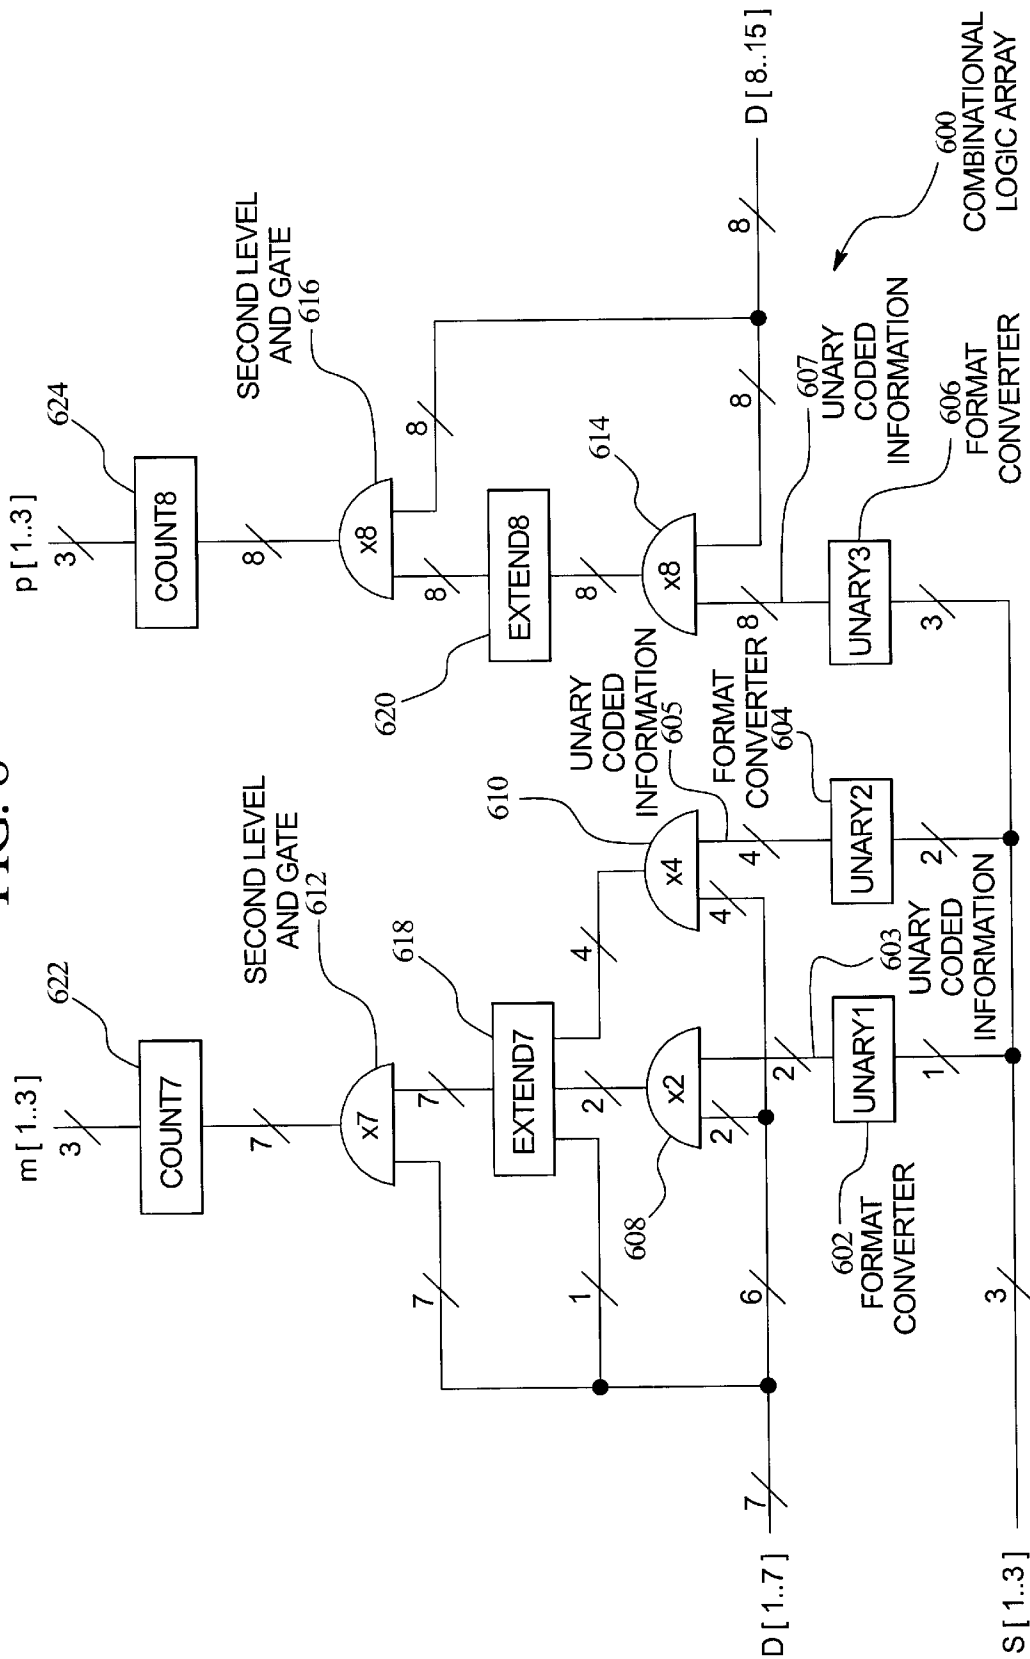 FIG. 6
m [ 1..3 ]
3
622
COUNT7
7
SECOND LEVEL
AND GATE
612
x7
7
7
618
EXTEND7
1
2
4
610
x2
608
2
x4
4
UNARY
CODED
INFORMATION
605
4
FORMAT
CONVERTER
604
2
603
UNARY
CODED
INFORMATION
UNARY1
602
FORMAT
CONVERTER
1
UNARY2
2
6
7
D [ 1..7 ]
3
S [ 1..3 ]
p [ 1..3 ]
3
624
COUNT8
8
SECOND LEVEL
AND GATE
616
x8
8
8
620
EXTEND8
8
614
x8
8
8
8
D [ 8..15 ]
607
UNARY
CODED
INFORMATION
UNARY3
606
FORMAT
CONVERTER
3
600
COMBINATIONAL
LOGIC ARRAY